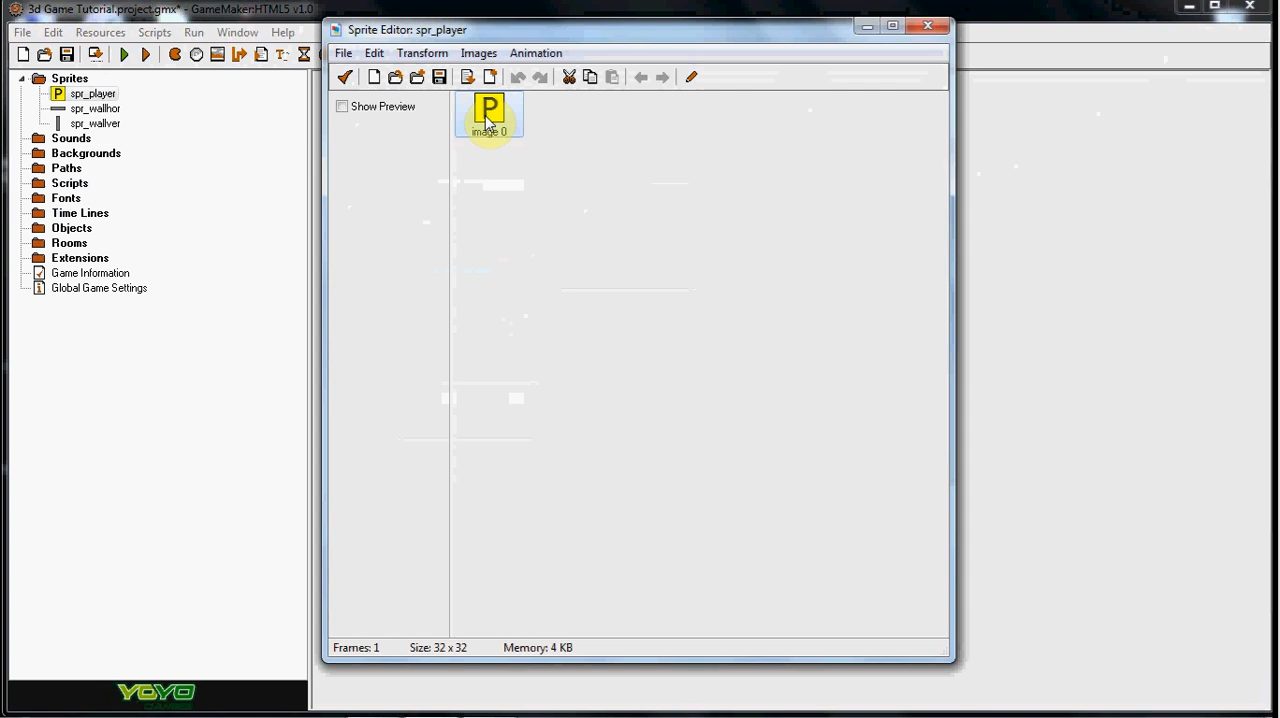 3d Game Tutorial.project.gmx* - GameMaker:HTML5 v1.0
File Edit Resources Scripts Run Window Help
Sprites
P spr_player
spr_wallhor
spr_wallver
Sounds
Backgrounds
Paths
Scripts
Fonts
Time Lines
Objects
Rooms
Extensions
Game Information
Global Game Settings
YOYO
GAMES
Sprite Editor: spr_player
File Edit Transform Images Animation
Show Preview
P
image 0
Frames: 1 Size: 32 x 32 Memory: 4 KB